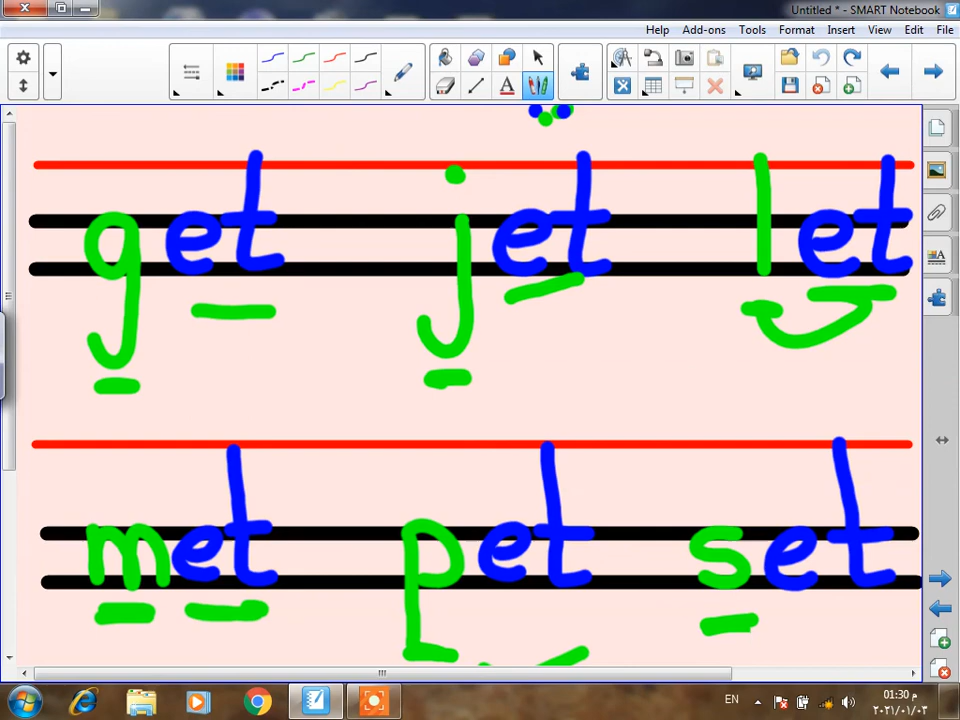 Untitled * - SMART Notebook
Help Add-ons Tools Format Insert View Edit File
get jet let
met pet set
EN
01:30 م
٢٠٢١/٠١/٠٣